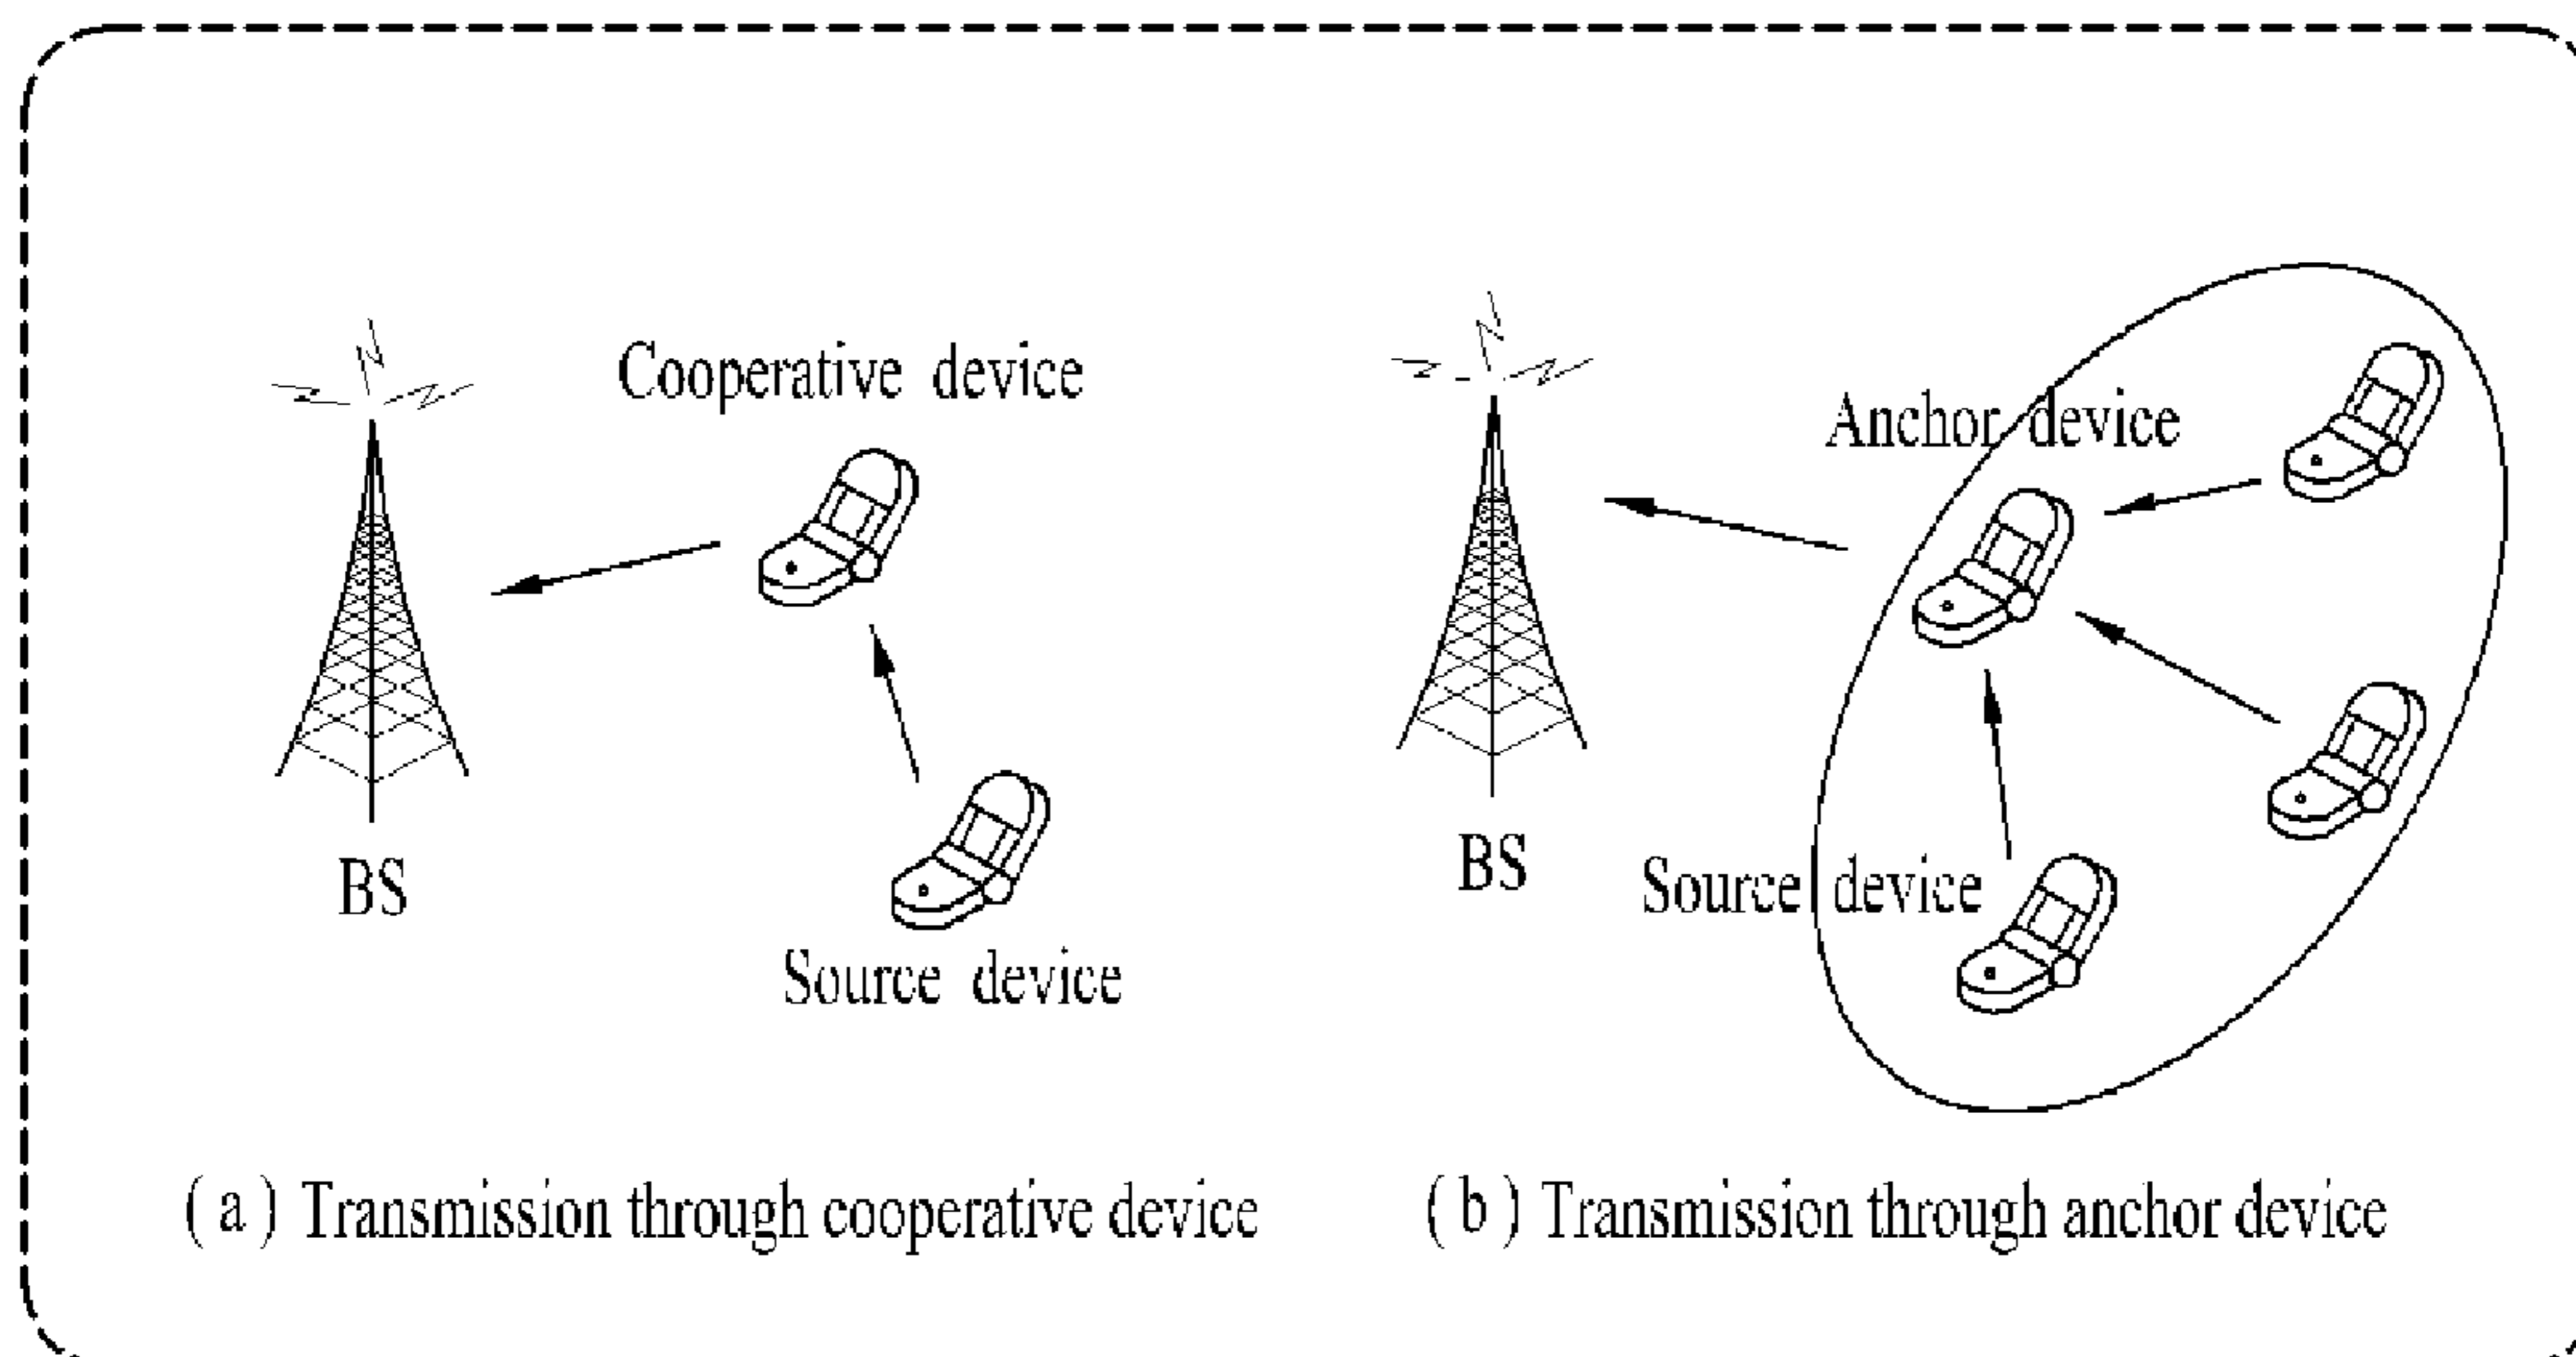 Cooperative device
BS
Source device
(a) Transmission through cooperative device
Anchor device
BS
Source device
(b) Transmission through anchor device